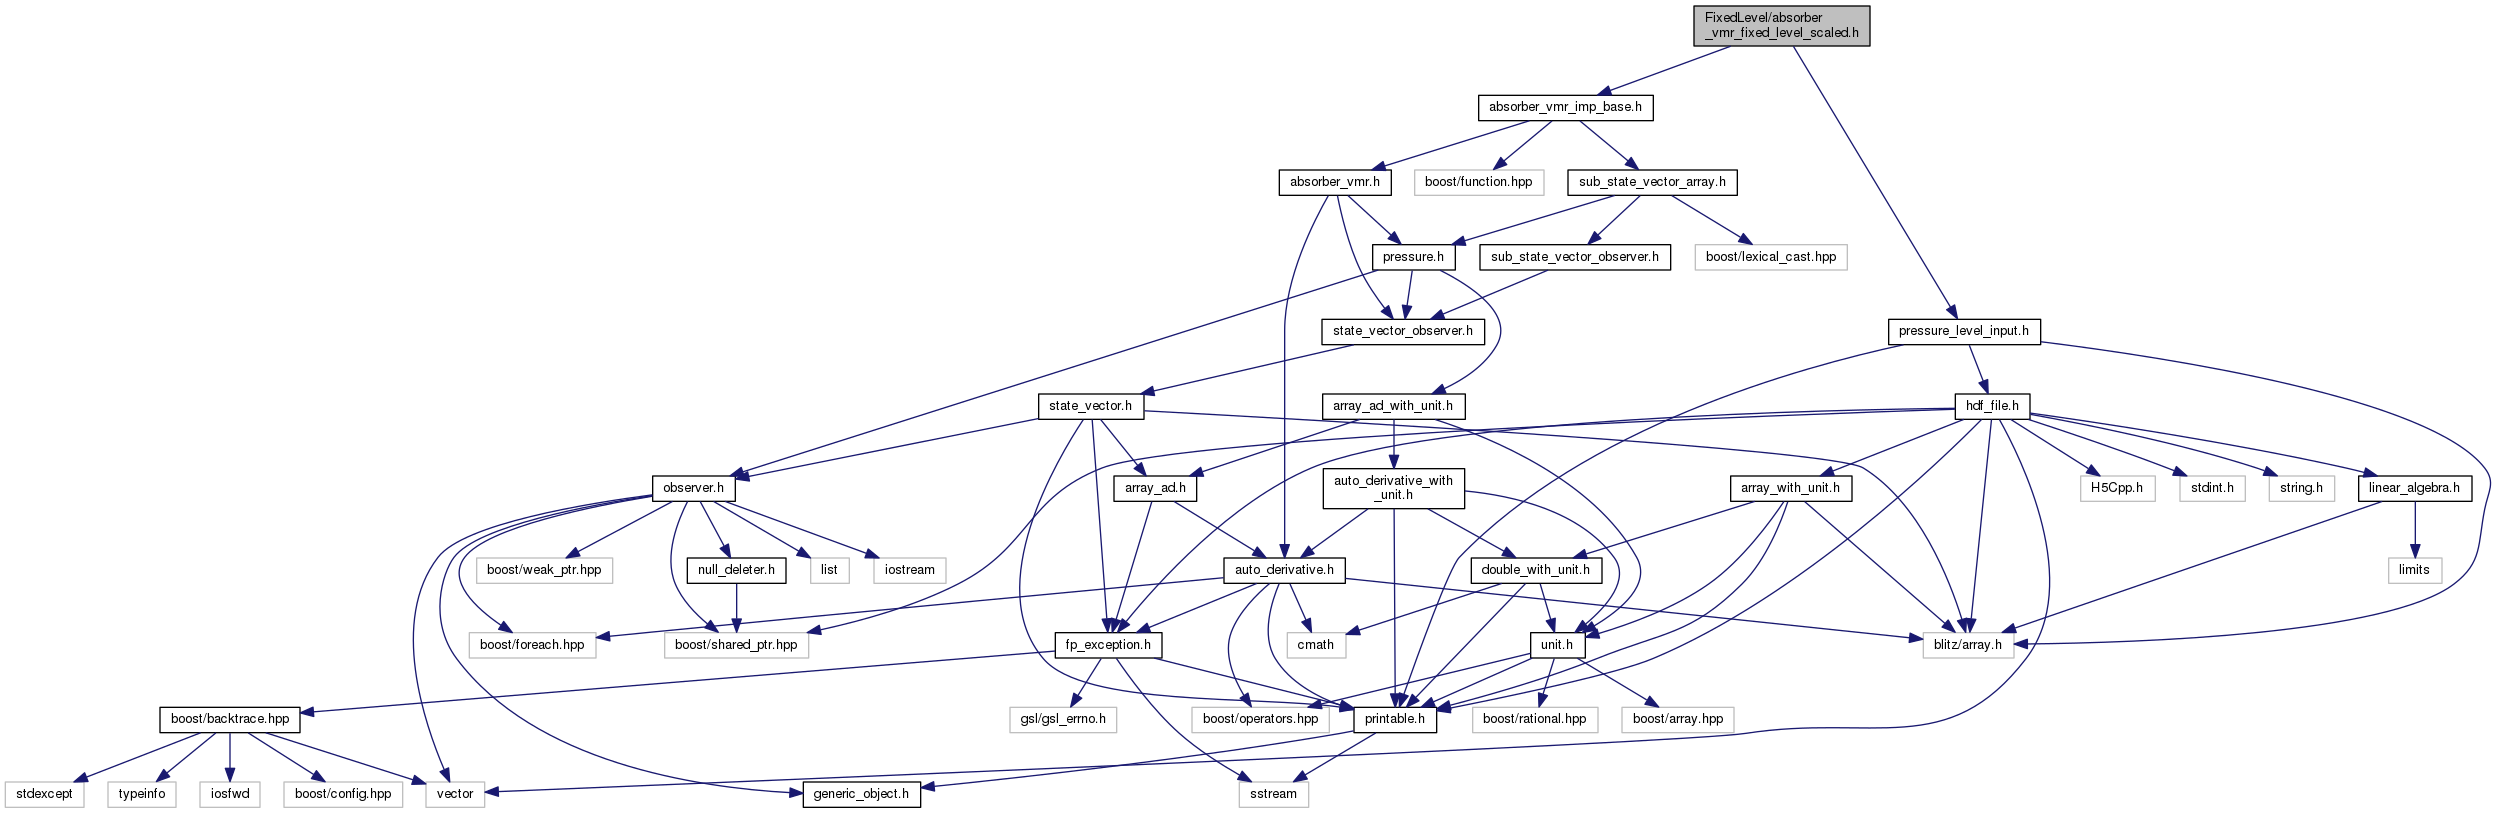 FixedLevel/absorber
_vmr_fixed_level_scaled.h
absorber_vmr_imp_base.h
absorber_vmr.h
boost/function.hpp
sub_state_vector_array.h
pressure.h
sub_state_vector_observer.h
boost/lexical_cast.hpp
state_vector_observer.h
pressure_level_input.h
state_vector.h
array_ad_with_unit.h
hdf_file.h
observer.h
array_ad.h
auto_derivative_with
_unit.h
array_with_unit.h
H5Cpp.h
stdint.h
string.h
linear_algebra.h
boost/weak_ptr.hpp
null_deleter.h
list
iostream
auto_derivative.h
double_with_unit.h
limits
boost/foreach.hpp
boost/shared_ptr.hpp
fp_exception.h
cmath
unit.h
blitz/array.h
boost/backtrace.hpp
gsl/gsl_errno.h
boost/operators.hpp
printable.h
boost/rational.hpp
boost/array.hpp
stdexcept
typeinfo
iosfwd
boost/config.hpp
vector
generic_object.h
sstream